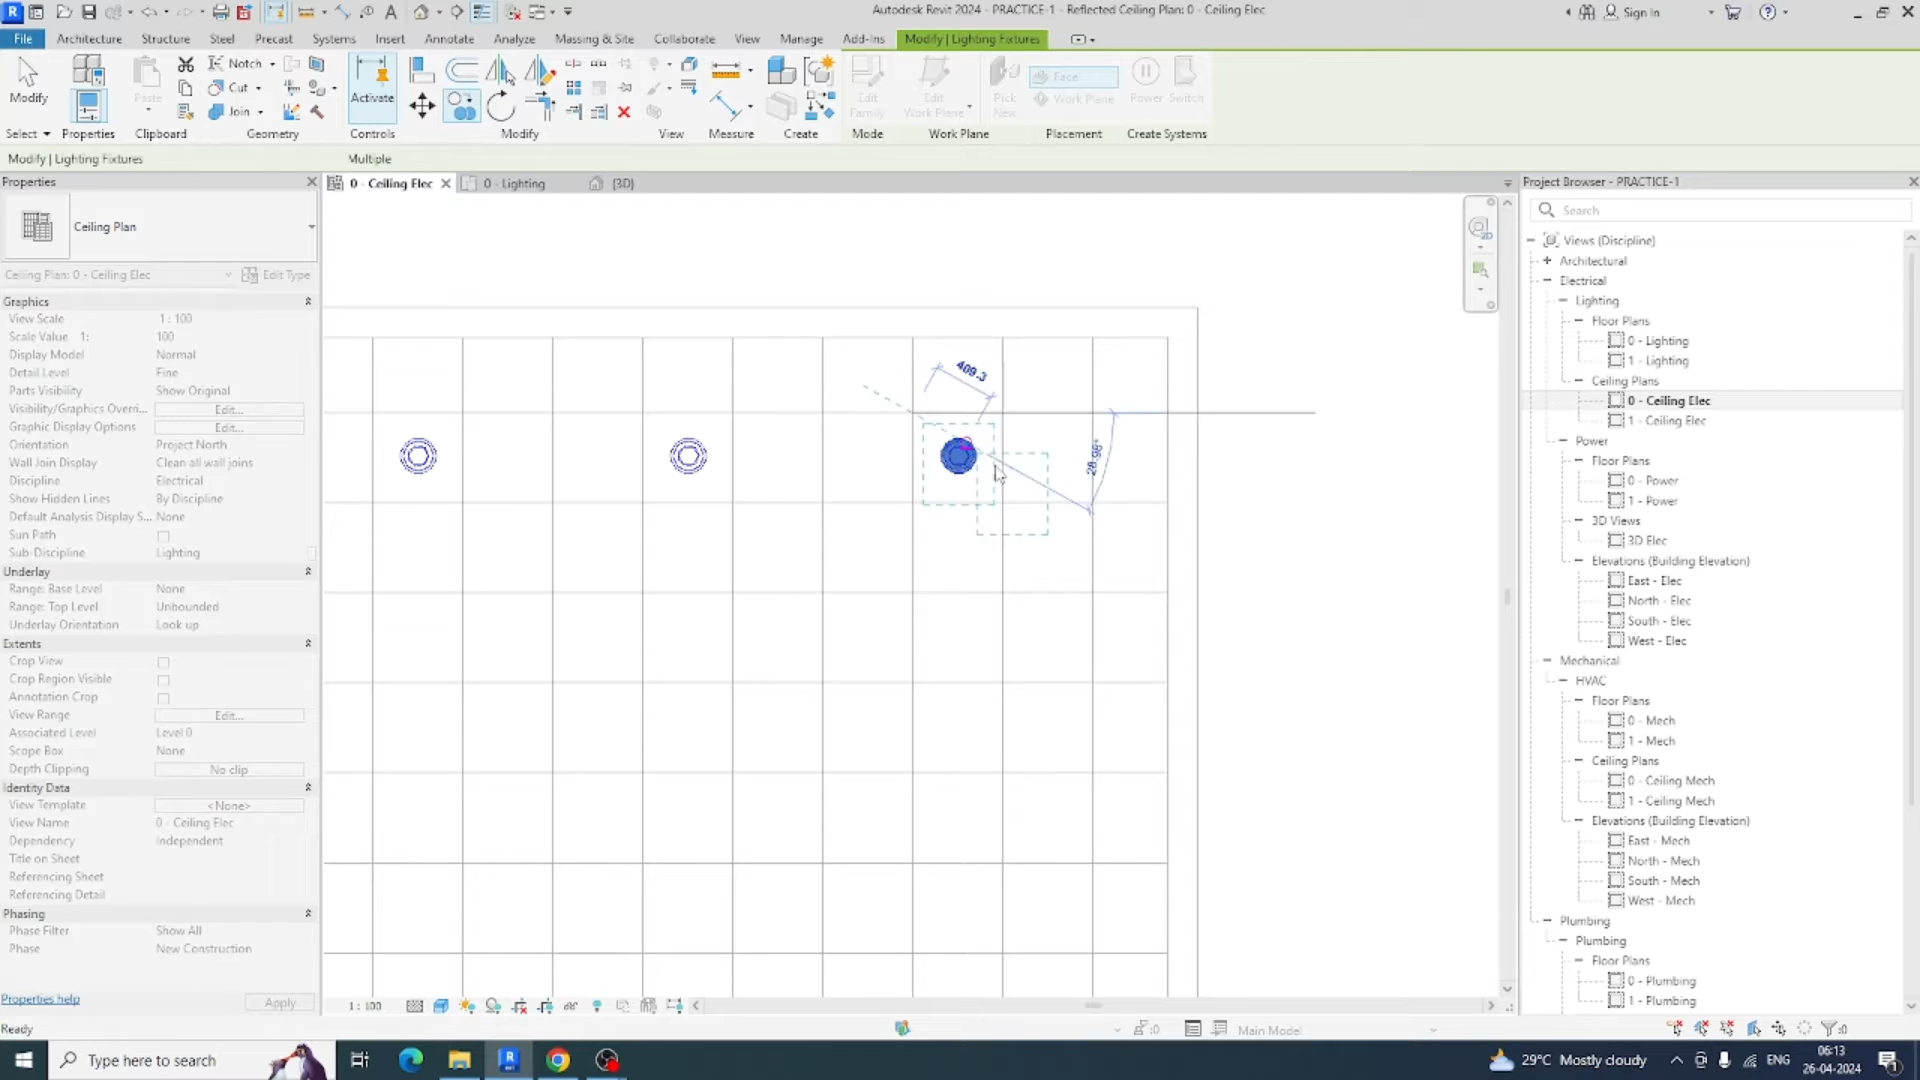 Autodesk Revit 2024 - PRACTICE-1 - Reflected Ceiling Plan: 0 - Ceiling Elec
Sign In
File Architecture Structure Steel Precast Systems Insert Annotate Analyze Massing & Site Collaborate View Manage Add-Ins Modify | Lighting Fixtures
Modify Paste Notch Cut Join Activate Edit Family Edit Work Plane Pick New Face Work Plane Power Switch
Select Properties Clipboard Geometry Controls Modify View Measure Create Mode Work Plane Placement Create Systems
Modify | Lighting Fixtures Multiple
Properties
0 - Ceiling Elec 0 - Lighting {3D}
Project Browser - PRACTICE-1
Ceiling Plan
Ceiling Plan: 0 - Ceiling Elec Edit Type
Graphics
View Scale 1 : 100
Scale Value 1: 100
Display Model Normal
Detail Level Fine
Parts Visibility Show Original
Visibility/Graphics Overri... Edit...
Graphic Display Options Edit...
Orientation Project North
Wall Join Display Clean all wall joins
Discipline Electrical
Show Hidden Lines By Discipline
Default Analysis Display S... None
Sun Path
Sub-Discipline Lighting
Underlay
Range: Base Level None
Range: Top Level Unbounded
Underlay Orientation Look up
Extents
Crop View
Crop Region Visible
Annotation Crop
View Range Edit...
Associated Level Level 0
Scope Box None
Depth Clipping No clip
Identity Data
View Template <None>
View Name 0 - Ceiling Elec
Dependency Independent
Title on Sheet
Referencing Sheet
Referencing Detail
Phasing
Phase Filter Show All
Phase New Construction
Properties help Apply
409.3
Search
Views (Discipline)
Architectural
Electrical
Lighting
Floor Plans
0 - Lighting
1 - Lighting
Ceiling Plans
0 - Ceiling Elec
1 - Ceiling Elec
Power
Floor Plans
0 - Power
1 - Power
3D Views
3D Elec
Elevations (Building Elevation)
East - Elec
North - Elec
South - Elec
West - Elec
Mechanical
HVAC
Floor Plans
0 - Mech
1 - Mech
Ceiling Plans
0 - Ceiling Mech
1 - Ceiling Mech
Elevations (Building Elevation)
East - Mech
North - Mech
South - Mech
West - Mech
Plumbing
Plumbing
Floor Plans
0 - Plumbing
1 - Plumbing
1 : 100
Ready :0 Main Model :0
Type here to search
29°C Mostly cloudy ENG 06:13
26-04-2024